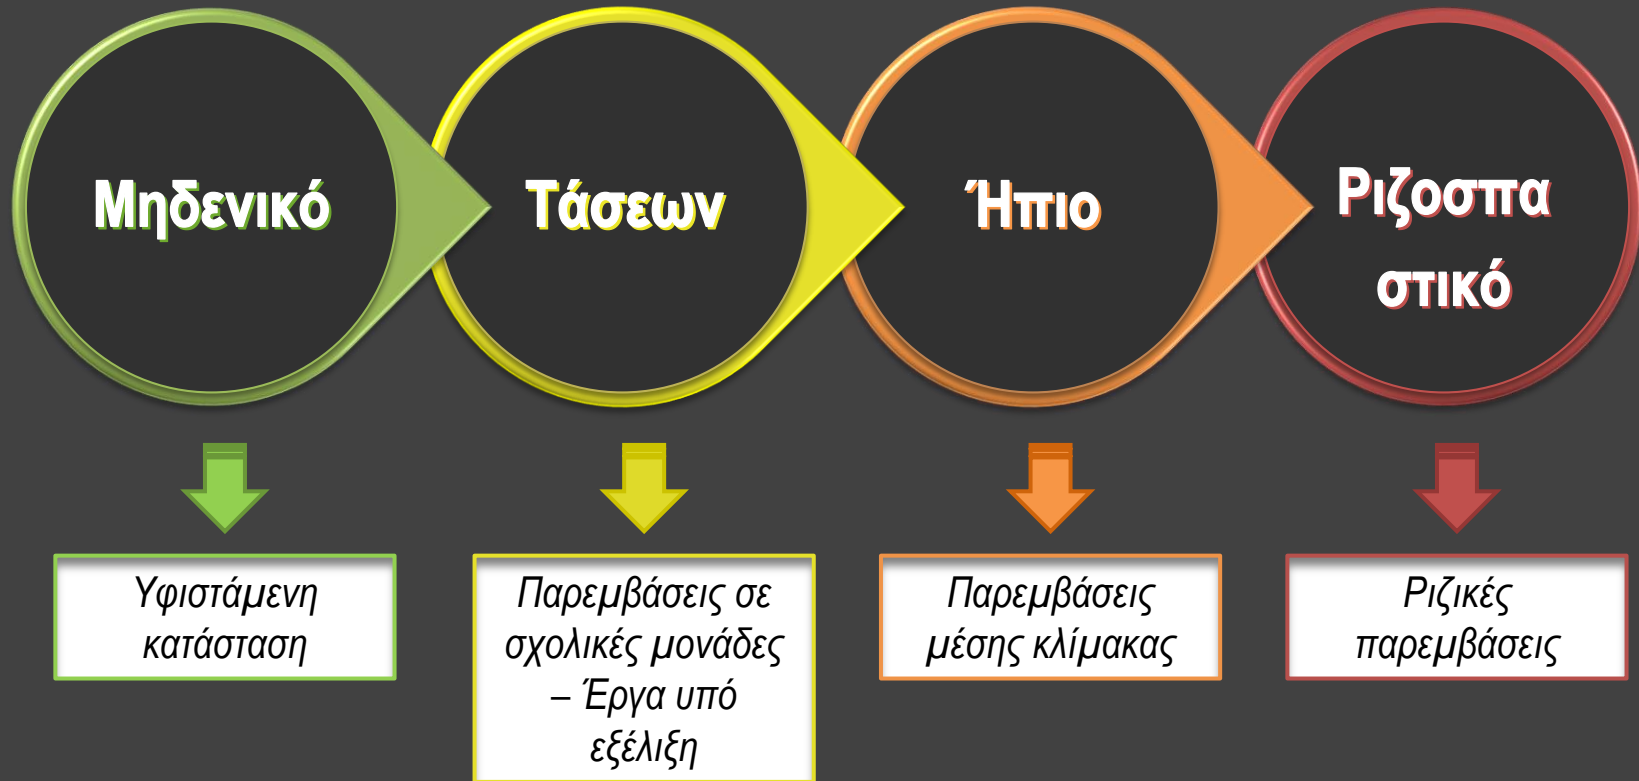 Μηδενικό
Τάσεων
Ήπιο
Ριζοσπα
στικό
Υφιστάμενη
κατάσταση
Παρεμβάσεις σε
σχολικές μονάδες
– Έργα υπό
εξέλιξη
Παρεμβάσεις
μέσης κλίμακας
Ριζικές
παρεμβάσεις